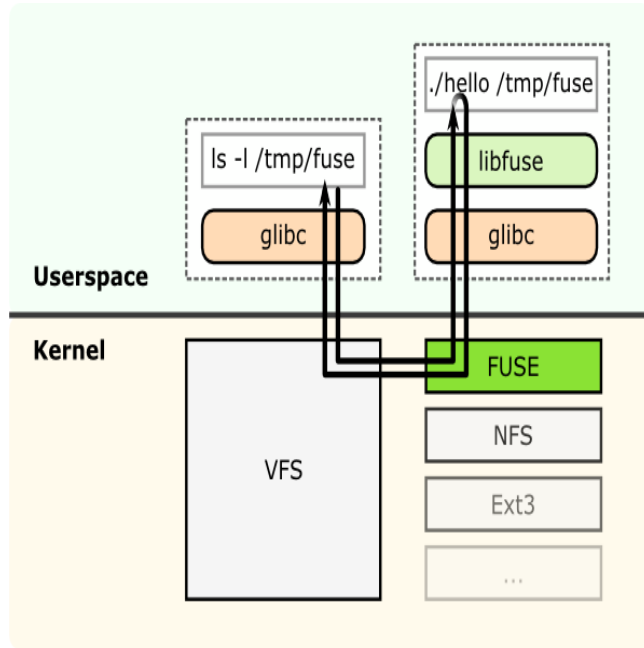 ./hello /tmp/fuse
ls -l /tmp/fuse
libfuse
glibc
glibc
Userspace
Kernel
FUSE
NFS
VFS
Ext3
...